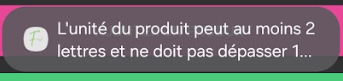 L'unité du produit peut au moins 2
lettres et ne doit pas dépasser 1...